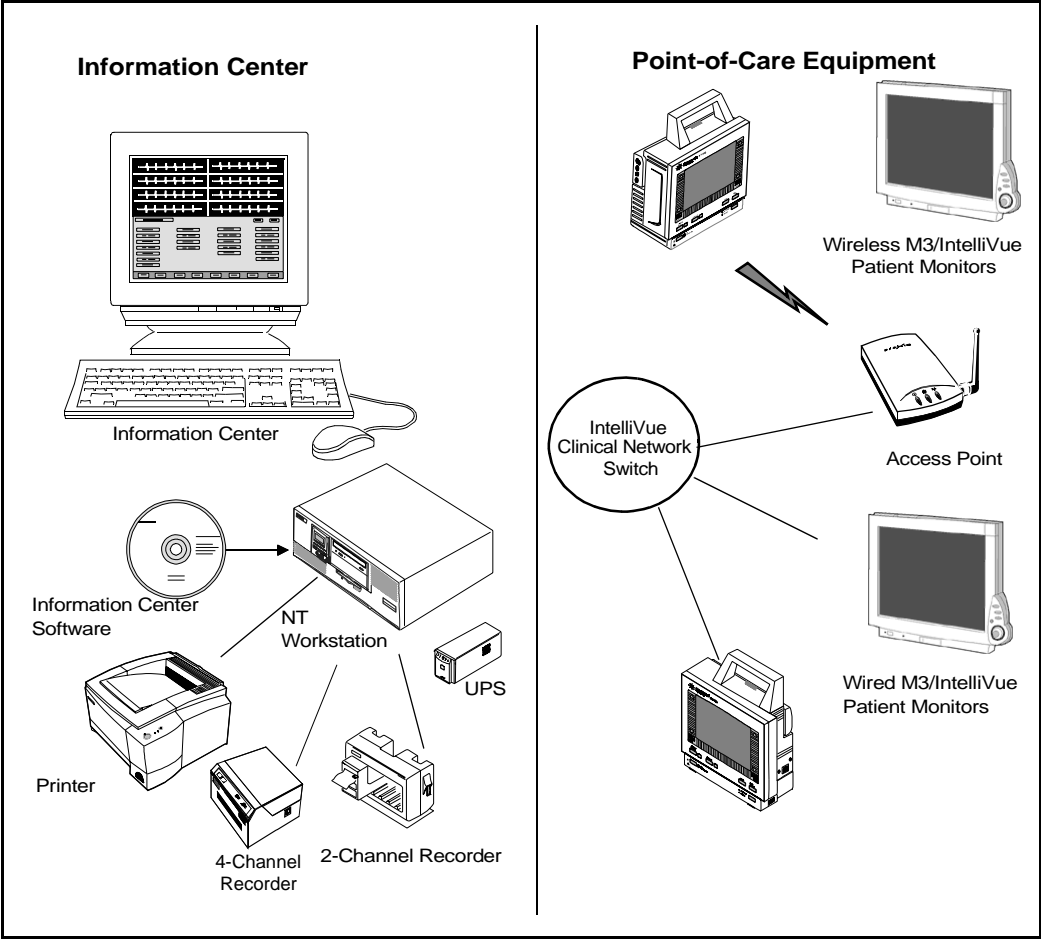 Information Center
Information Center
Information Center
Software
NT
Workstation
UPS
Printer
4-Channel
Recorder
2-Channel Recorder
Point-of-Care Equipment
Wireless M3/IntelliVue
Patient Monitors
IntelliVue
Clinical Network
Switch
Access Point
Wired M3/IntelliVue
Patient Monitors